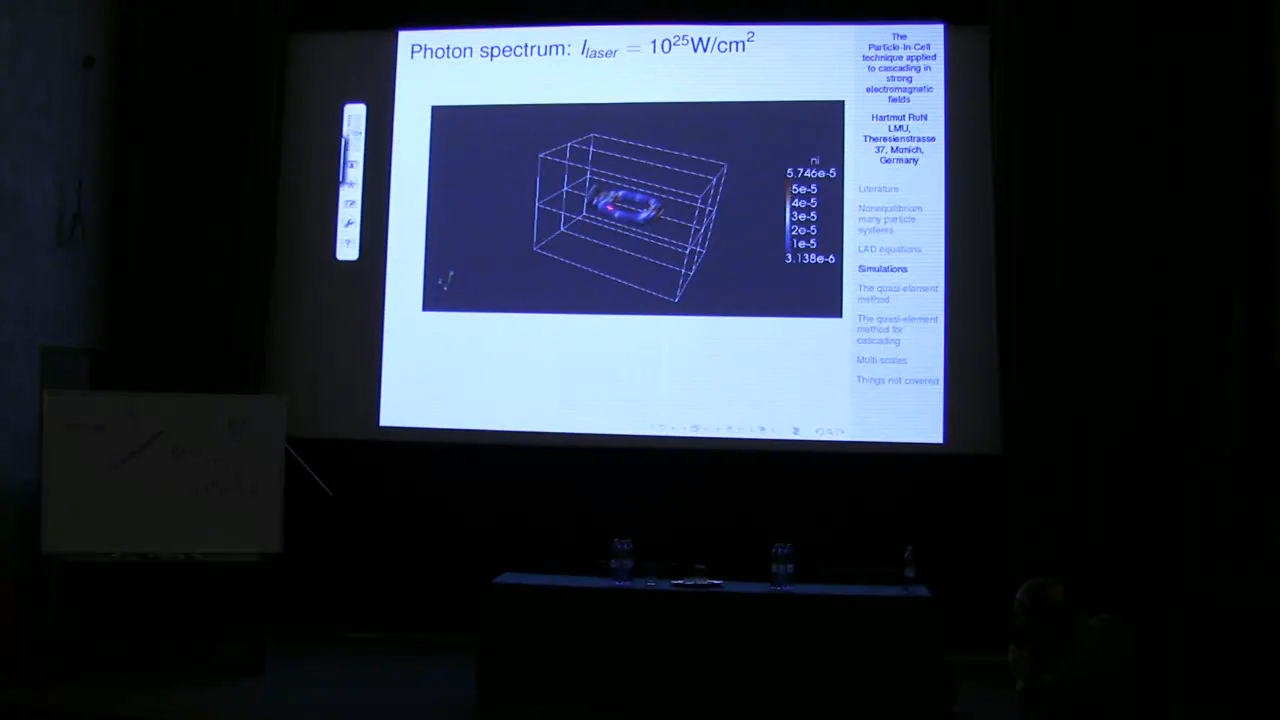 Photon spectrum: I_laser = 10^25 W/cm^2
ni
5.746e-5
5e-5
4e-5
3e-5
2e-5
1e-5
3.138e-6
The
Particle-In-Cell
technique applied
to cascading in
strong
electromagnetic
fields
Hartmut Ruhl
LMU,
Theresienstrasse
37, Munich,
Germany
Literature
Nonequilibrium
many particle
systems
LAD equations
Simulations
The quasi-element
method
The quasi-element
method for
cascading
Multi scales
Things not covered
?